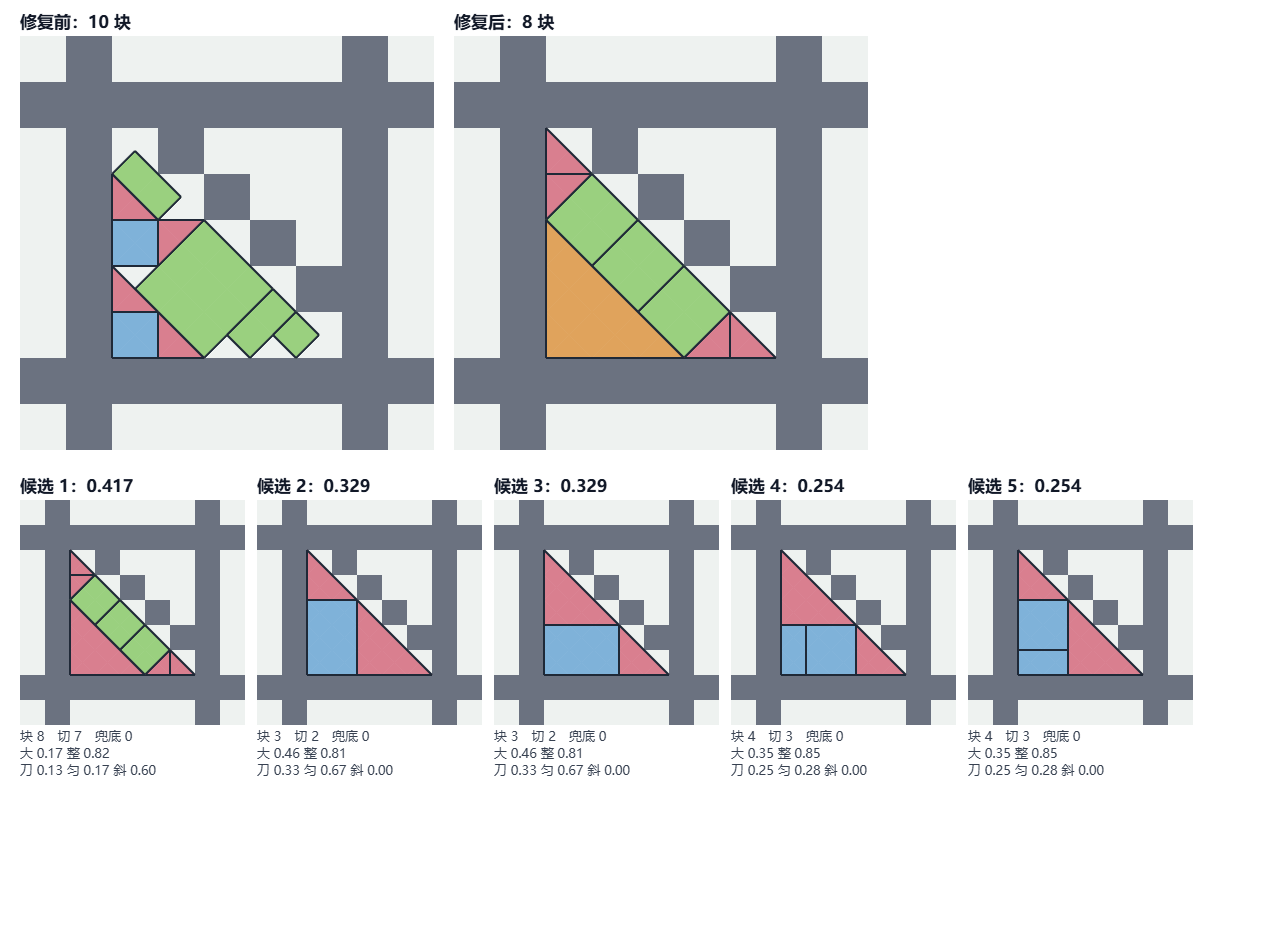 修复前：10 块
修复后：8 块
候选 1：0.417
候选 2：0.329
候选 3：0.329
候选 4：0.254
候选 5：0.254
块 8 切 7 兜底 0
大 0.17 整 0.82
刀 0.13 匀 0.17 斜 0.60
块 3 切 2 兜底 0
大 0.46 整 0.81
刀 0.33 匀 0.67 斜 0.00
块 3 切 2 兜底 0
大 0.46 整 0.81
刀 0.33 匀 0.67 斜 0.00
块 4 切 3 兜底 0
大 0.35 整 0.85
刀 0.25 匀 0.28 斜 0.00
块 4 切 3 兜底 0
大 0.35 整 0.85
刀 0.25 匀 0.28 斜 0.00